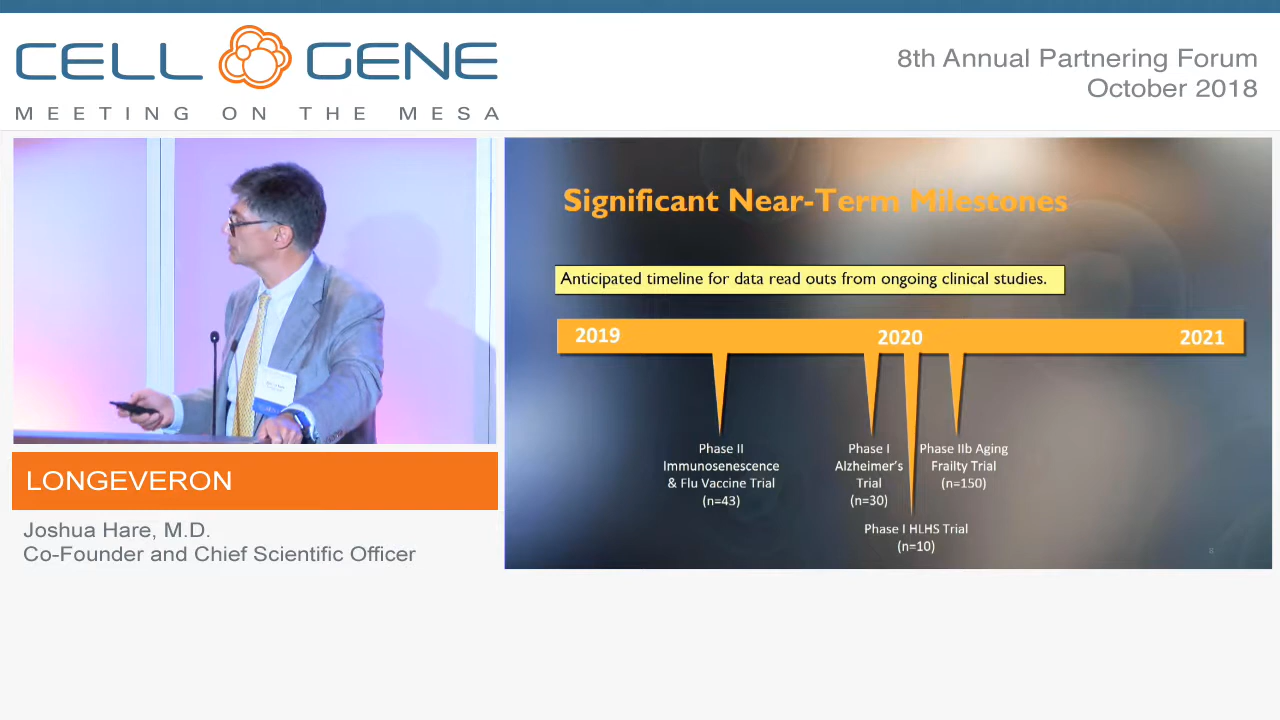 CELL GENE
MEETING ON THE MESA
8th Annual Partnering Forum
October 2018
Significant Near-Term Milestones
Anticipated timeline for data read outs from ongoing clinical studies.
2019
2020
2021
Phase II
Immunosenescence
& Flu Vaccine Trial
(n=43)
Phase I
Alzheimer's
Trial
(n=30)
Phase IIb Aging
Frailty Trial
(n=150)
Phase I HLHS Trial
(n=10)
LONGEVERON
Joshua Hare, M.D.
Co-Founder and Chief Scientific Officer